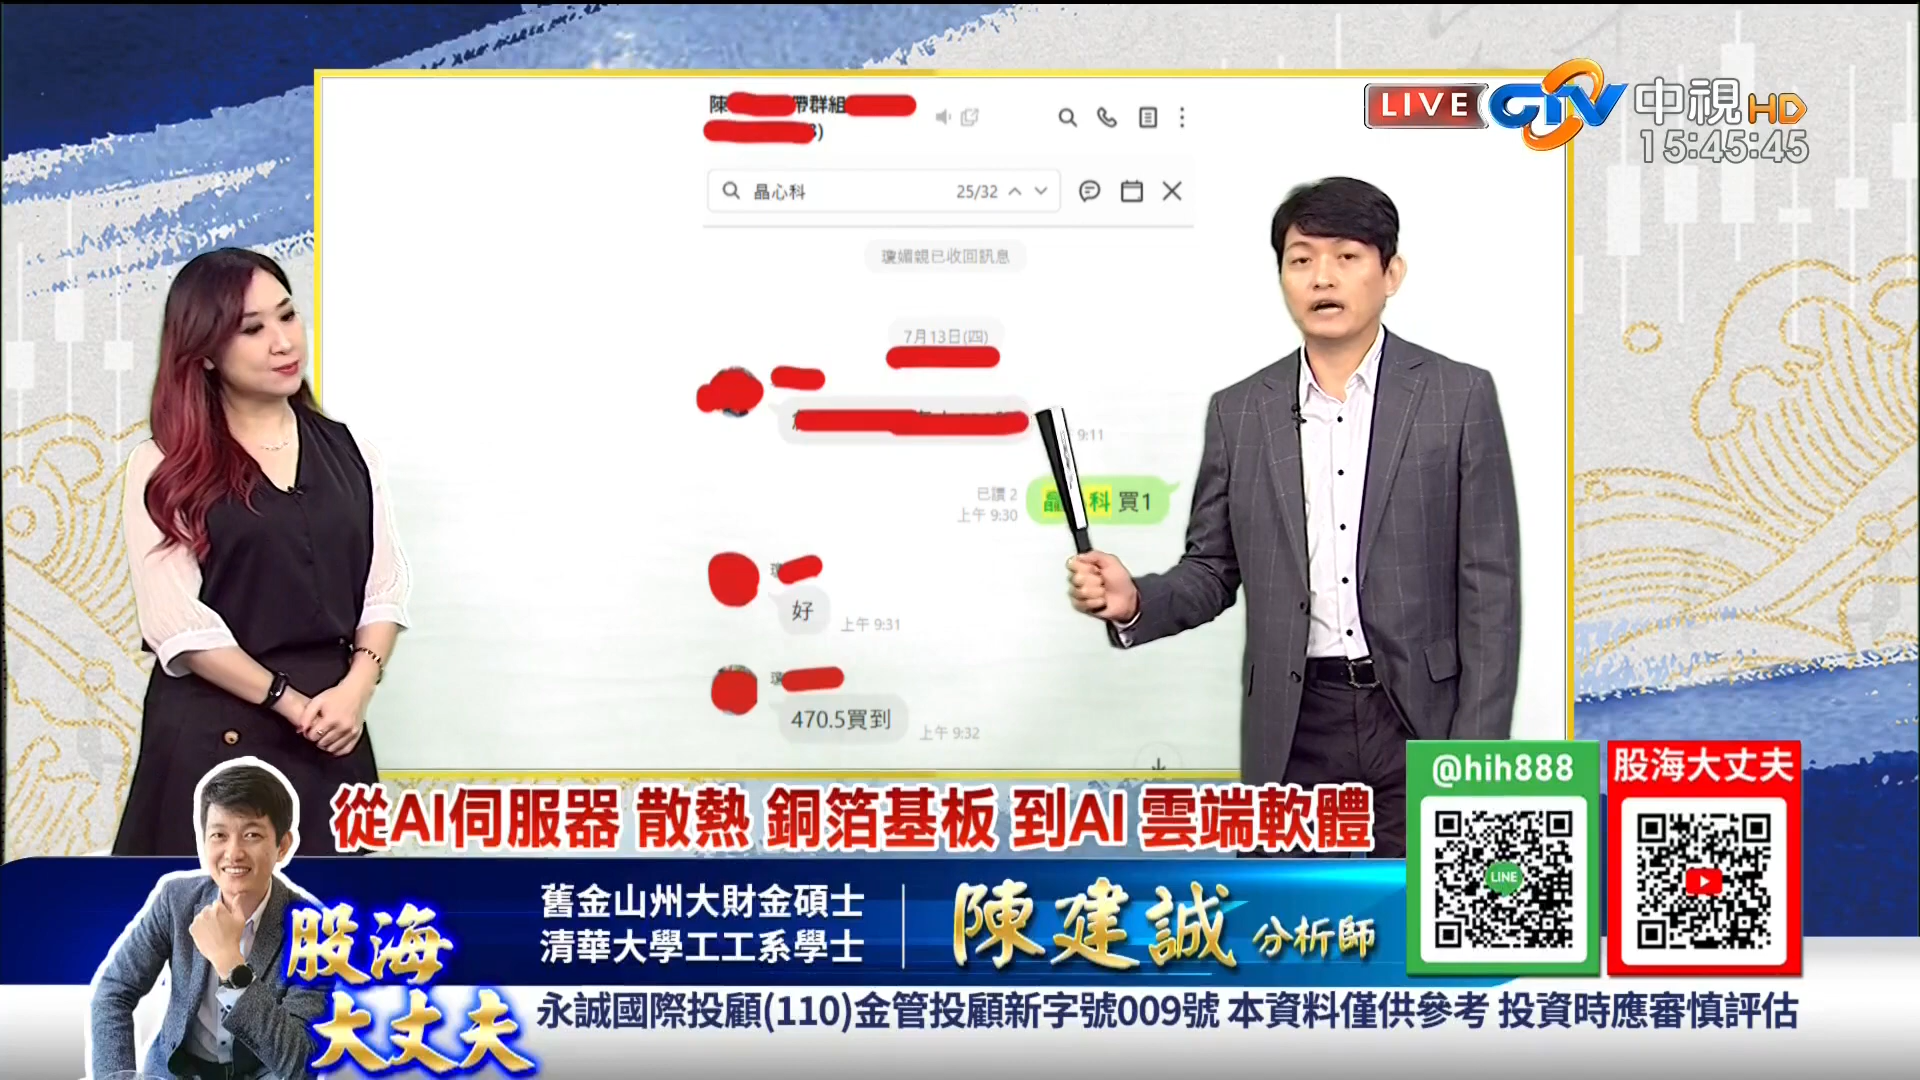 LIVE CTV 中視HD
15:45:45
陳 帶群組
3)
晶心科 25/32
瓊媚親已收回訊息
7月13日(四)
9:11
已讀 2
上午 9:30
科 買1
好
上午 9:31
470.5買到
上午 9:32
從AI伺服器 散熱 銅箔基板 到AI 雲端軟體
@hih888
LINE
股海大丈夫
股海
大丈夫
舊金山州大財金碩士
清華大學工工系學士
陳建誠 分析師
永誠國際投顧(110)金管投顧新字號009號 本資料僅供參考 投資時應審慎評估